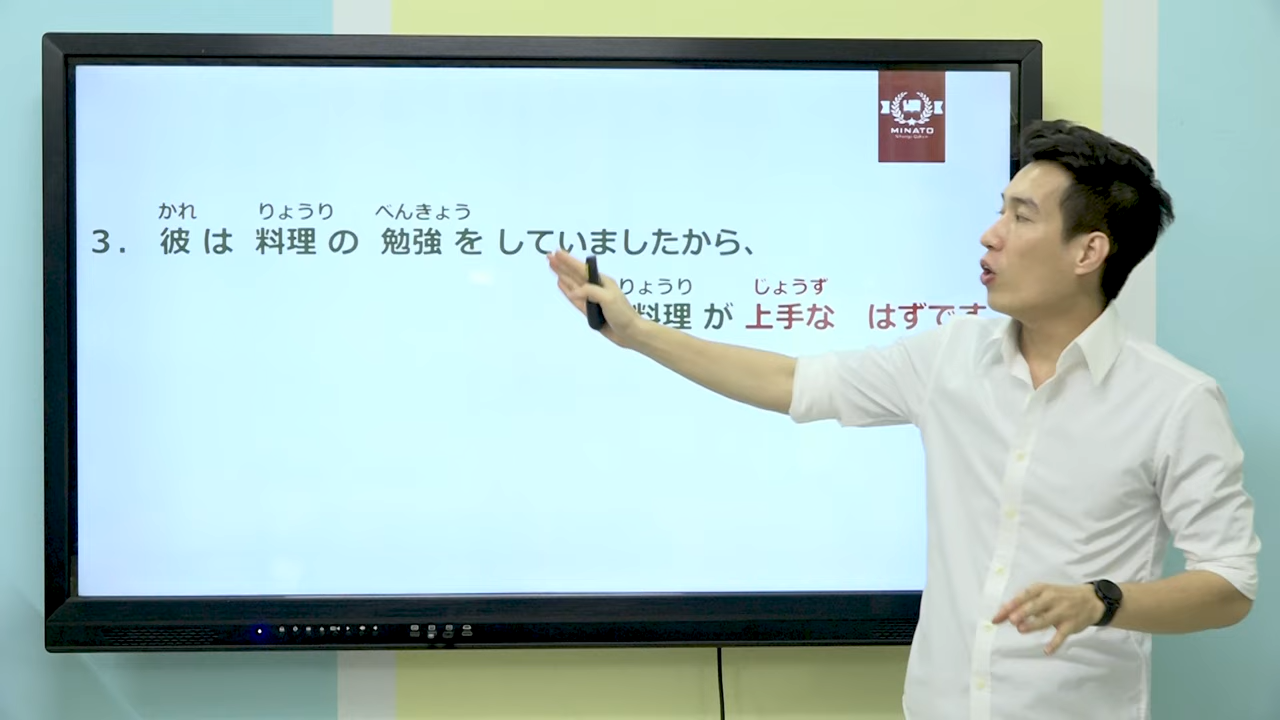 MINATO
かれ りょうり べんきょう
3. 彼 は 料理 の 勉強 を していましたから、
りょうり じょうず
料理 が 上手な はずです